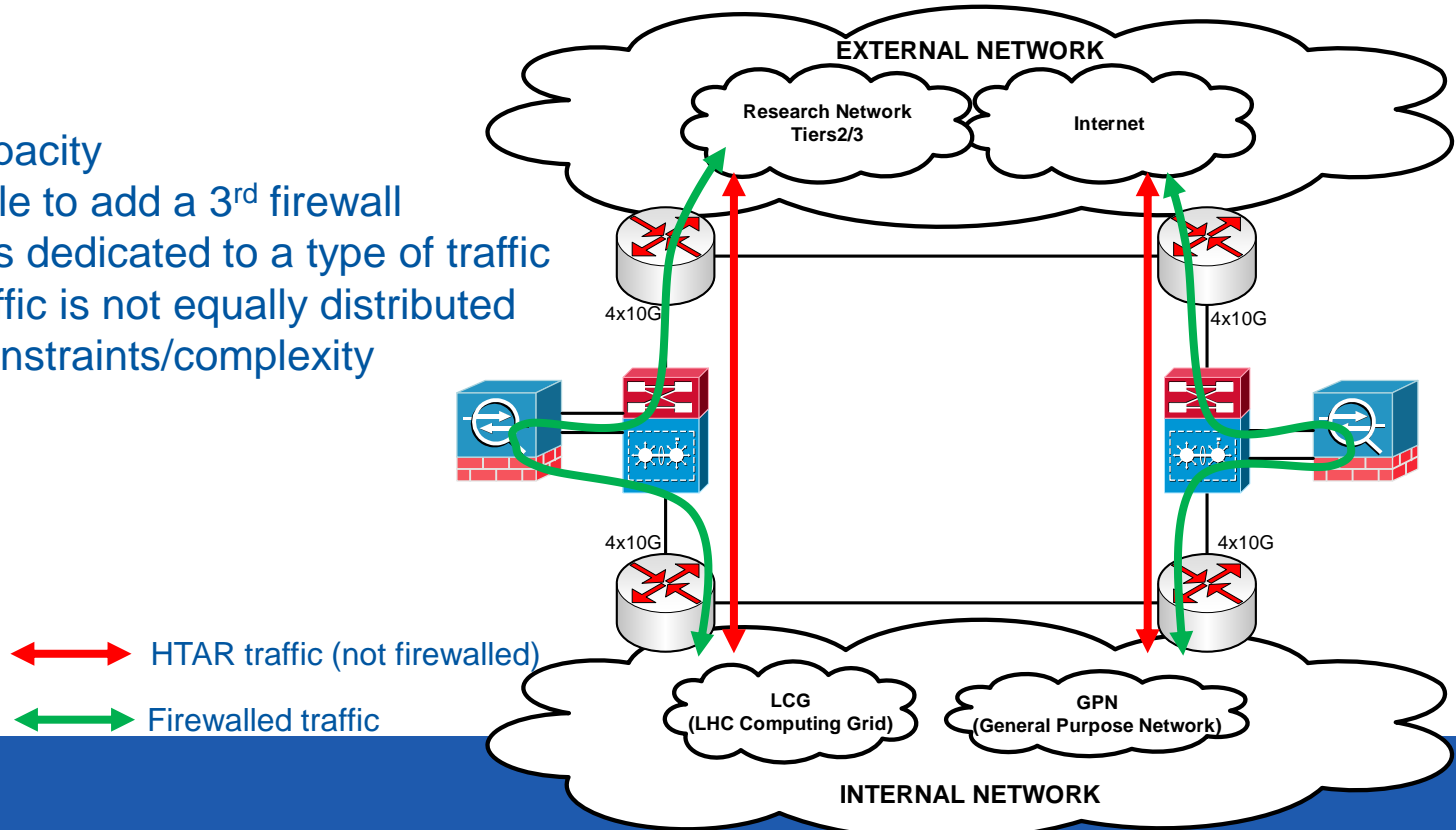 EXTERNAL NETWORK
Research Network
Tiers2/3
Internet
pacity
le to add a 3rd firewall
s dedicated to a type of traffic
ffic is not equally distributed
nstraints/complexity
4x10G
4x10G
4x10G
4x10G
HTAR traffic (not firewalled)
Firewalled traffic
LCG
(LHC Computing Grid)
GPN
(General Purpose Network)
INTERNAL NETWORK